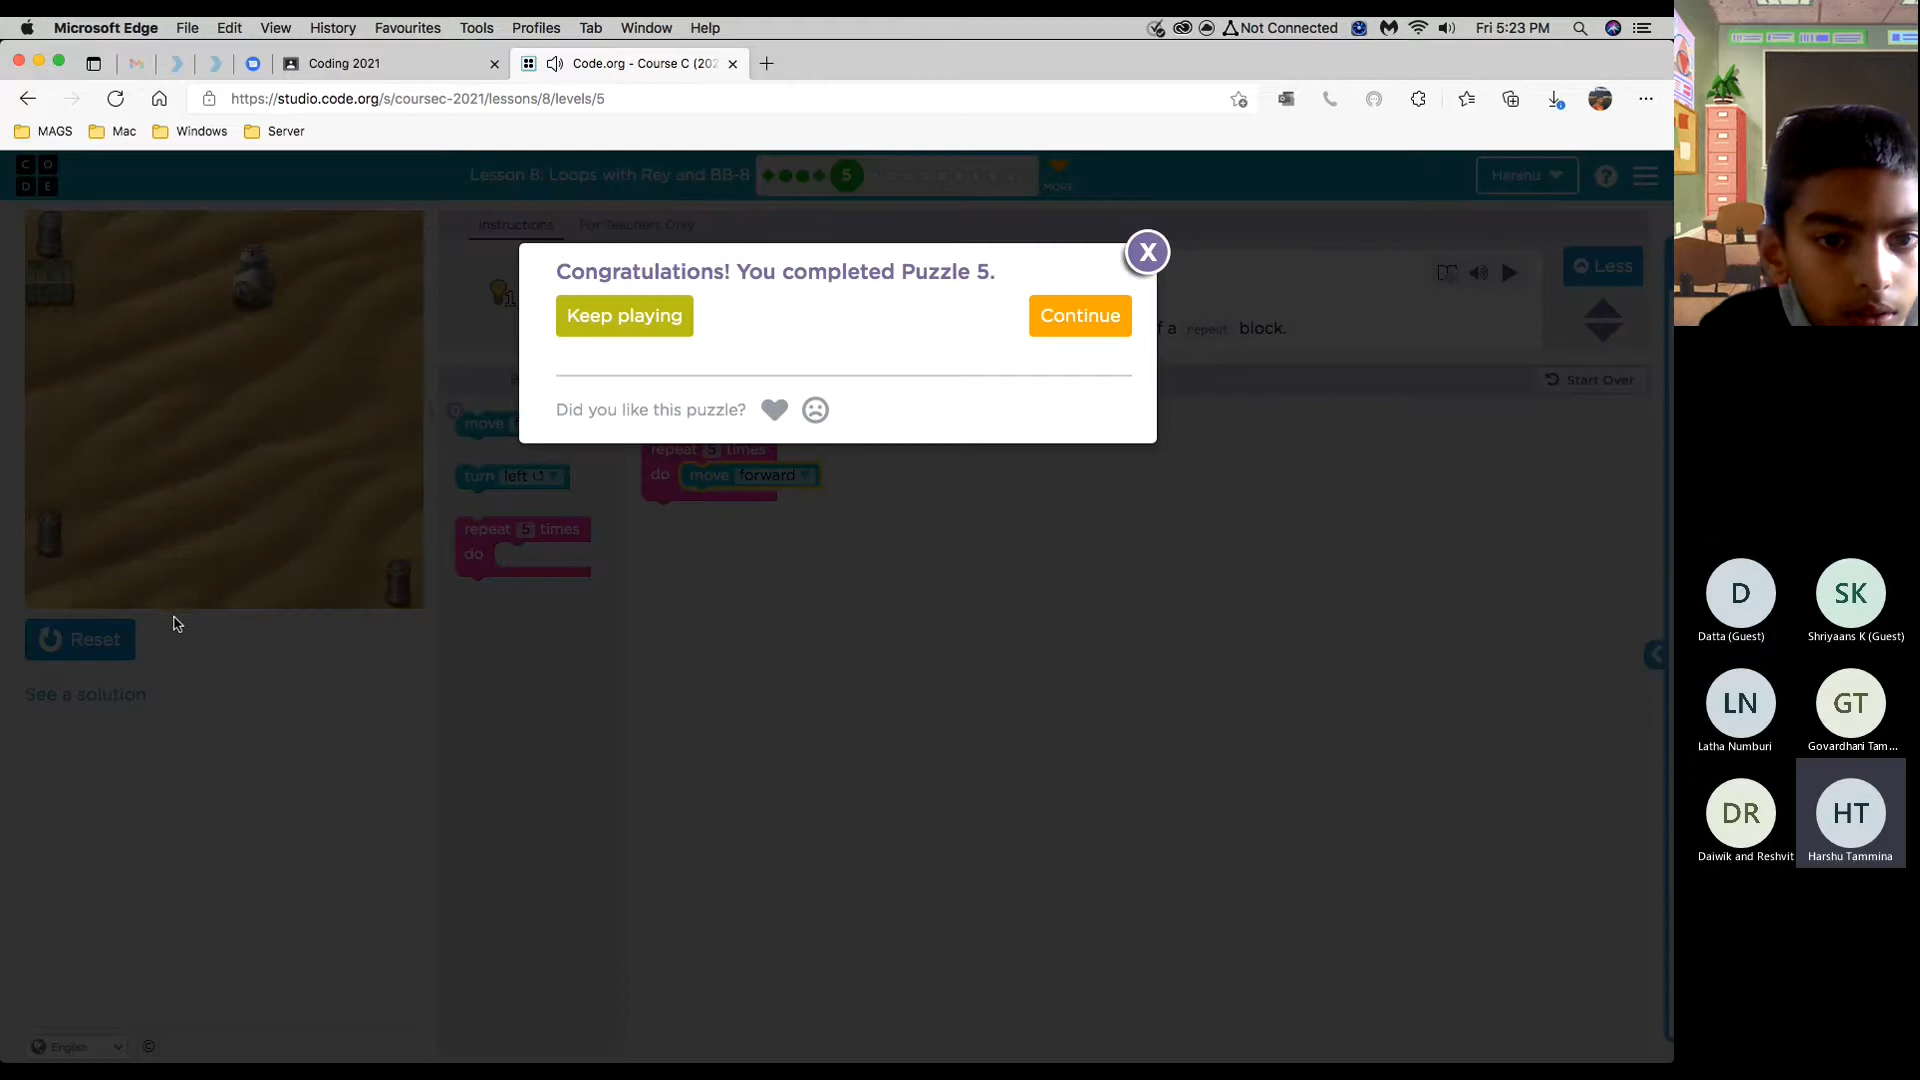 Microsoft Edge File Edit View History Favourites Tools Profiles Tab Window Help
Not Connected Fri 5:23 PM
Coding 2021
Code.org - Course C (202
https://studio.code.org/s/coursec-2021/lessons/8/levels/5
MAGS Mac Windows Server
C O D E
Lesson 8: Loops with Rey and BB-8
5
MORE
Harshu
Instructions For Teachers Only
Congratulations! You completed Puzzle 5.
Keep playing
Continue
Less
1
f a repeat block.
Start Over
Did you like this puzzle?
move
turn left
repeat 5 times
do
repeat 5 times
do move forward
Reset
See a solution
English
©
D
Datta (Guest)
SK
Shriyaans K (Guest)
LN
Latha Numburi
GT
Govardhani Tam...
DR
Daiwik and Reshvit
HT
Harshu Tammina